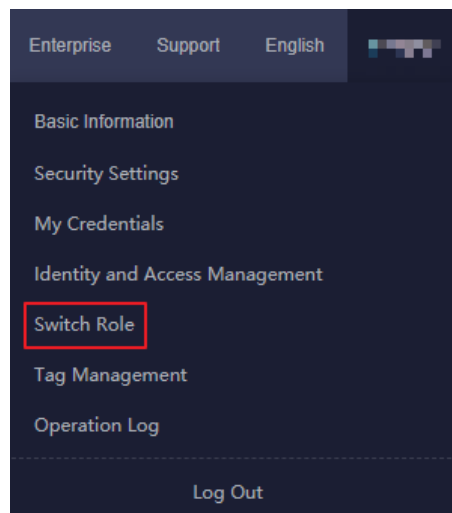 Enterprise Support English
Basic Information
Security Settings
My Credentials
Identity and Access Management
Switch Role
Tag Management
Operation Log
Log Out